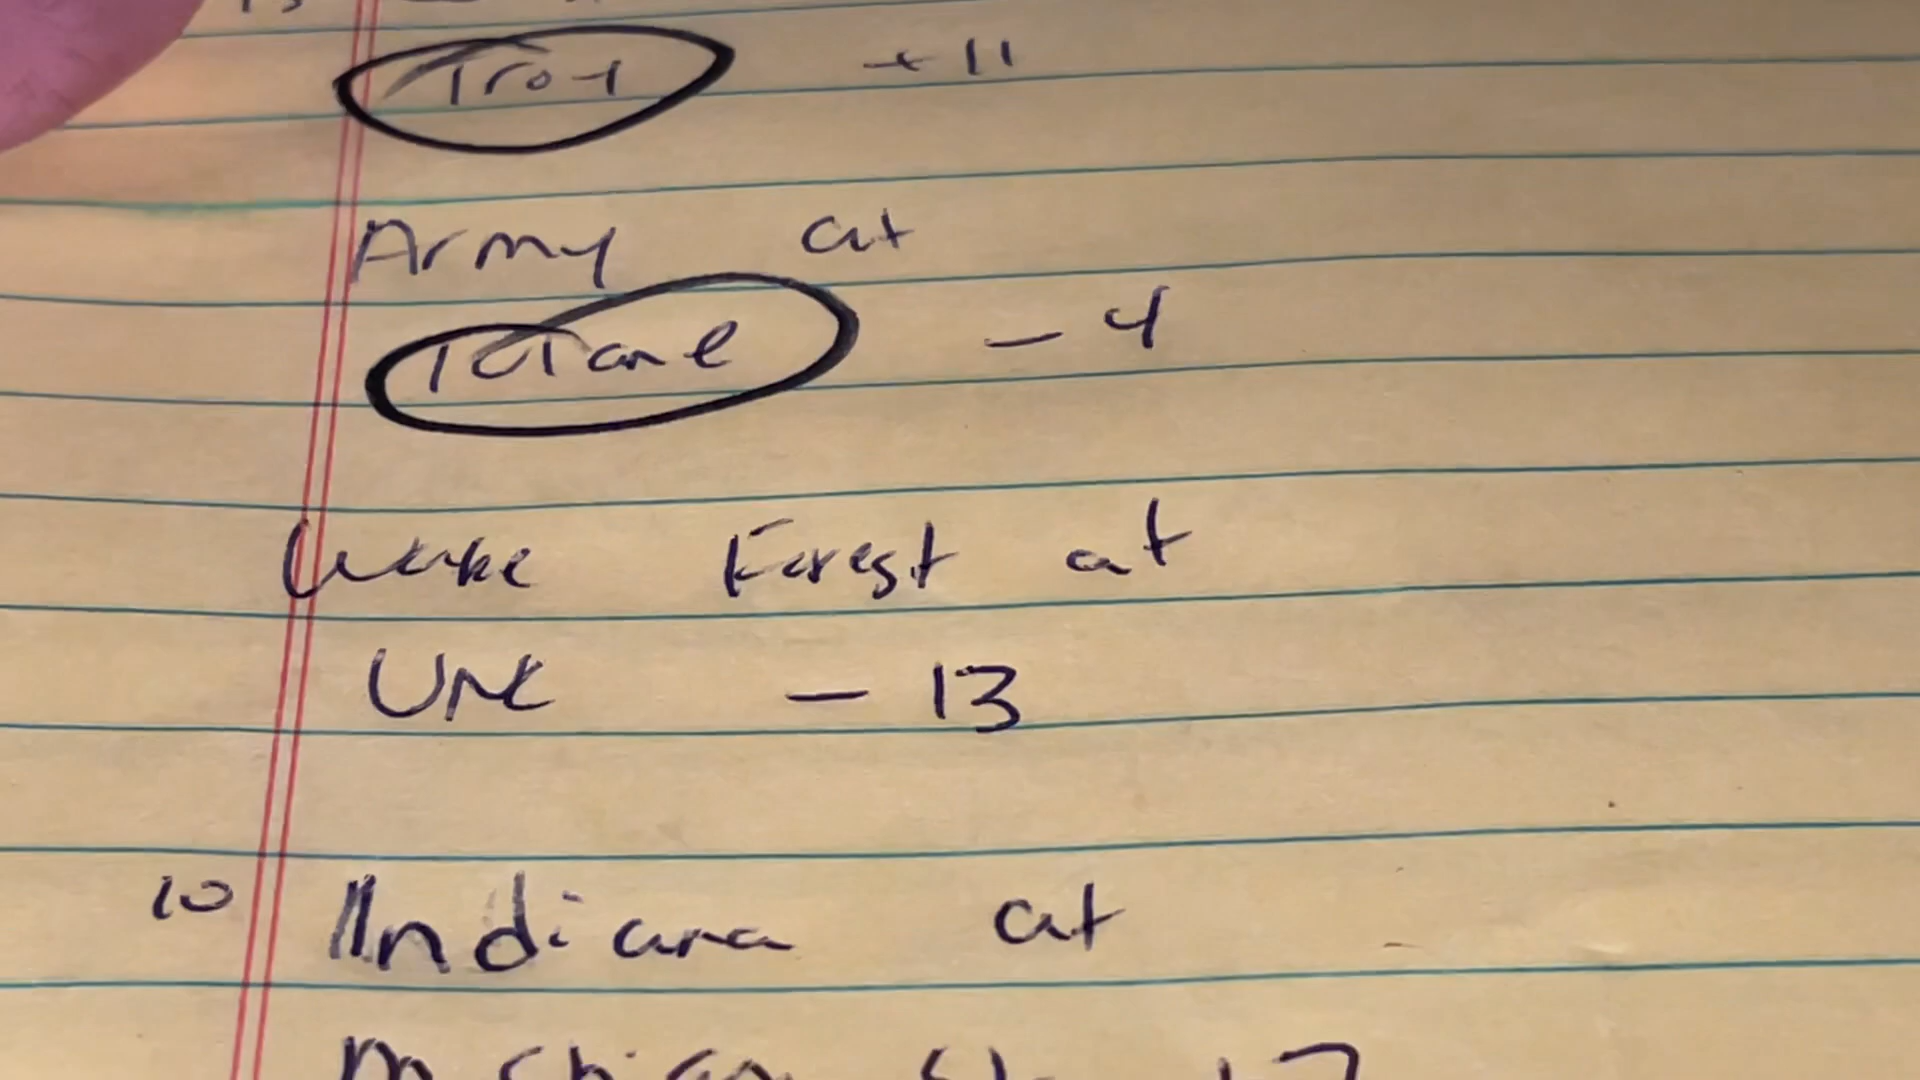 Troy +11
Army at
Tulane - 4
Wake Forest at
UNC - 13
10 Indiana at